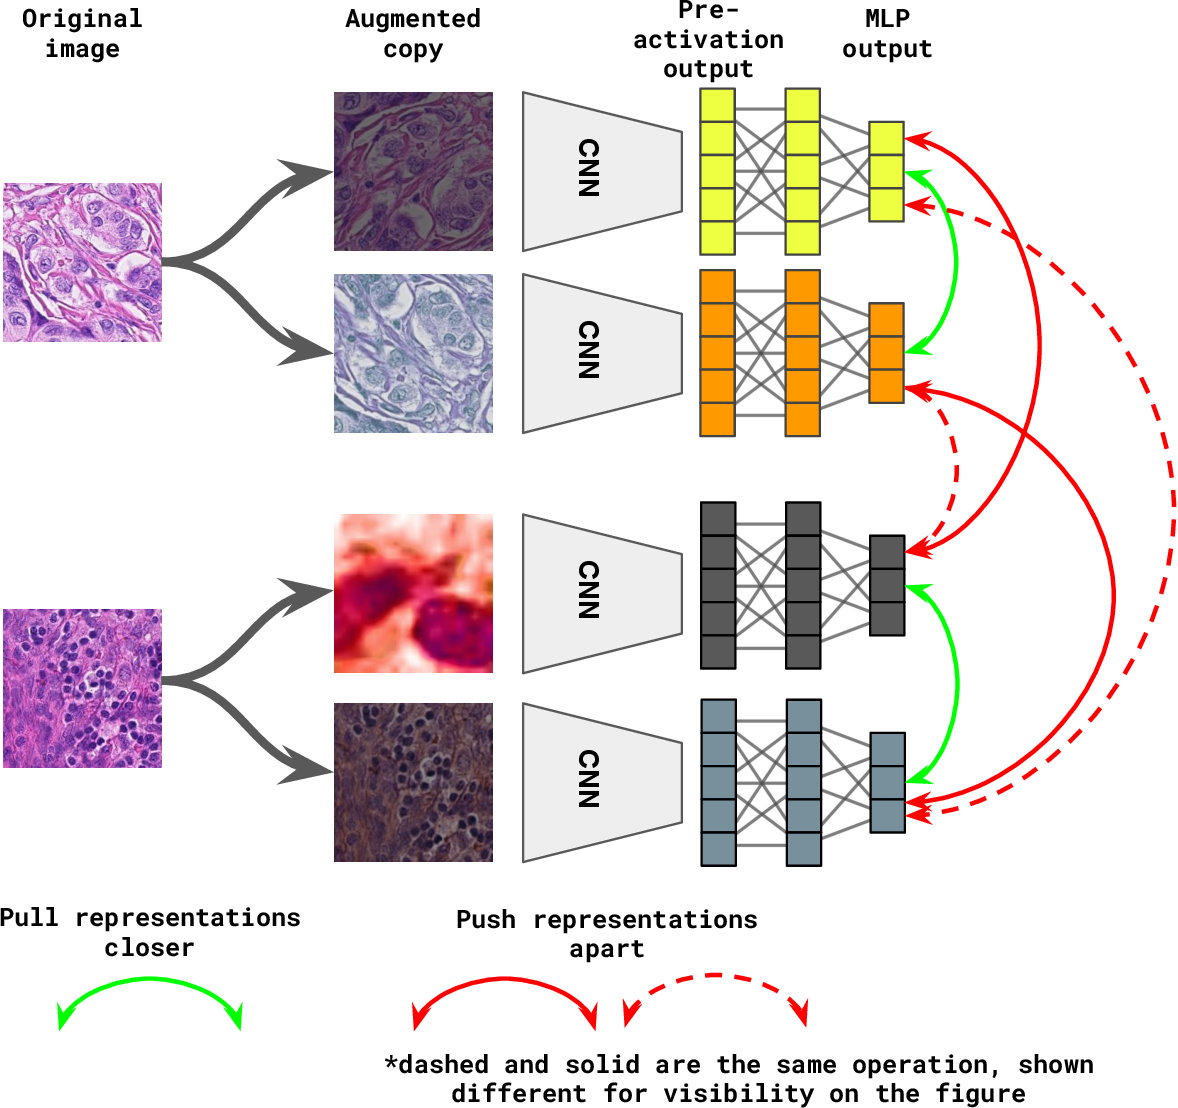 Original
image
Augmented
copy
Pre-
activation
output
MLP
output
CNN
CNN
CNN
CNN
Pull representations
closer
Push representations
apart
*dashed and solid are the same operation, shown
different for visibility on the figure